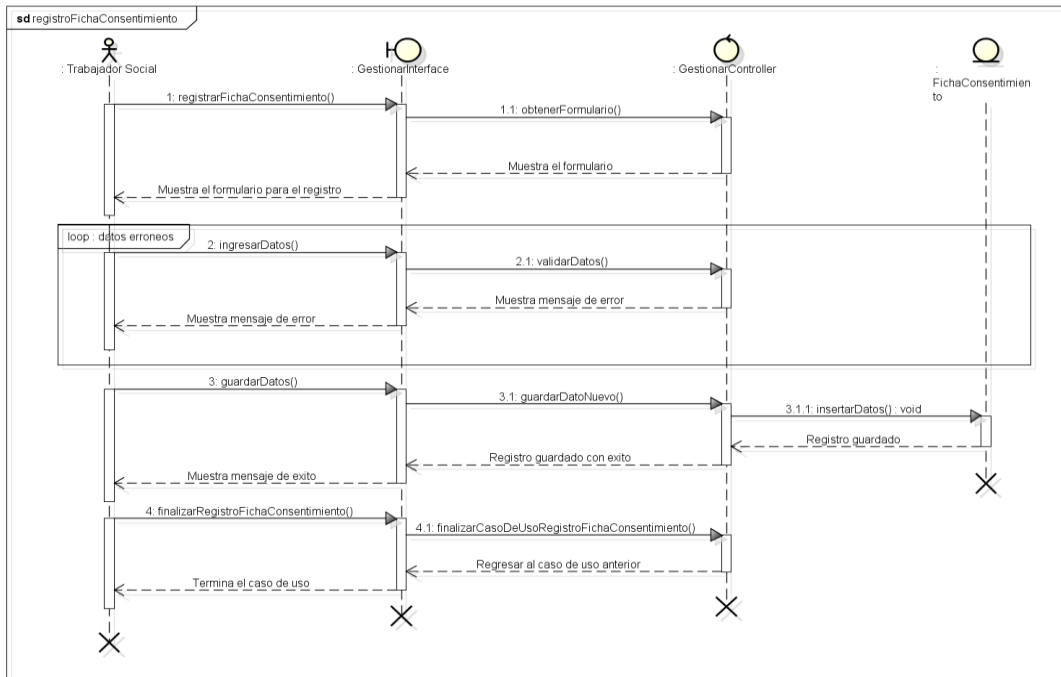 sd registroFichaConsentimiento
: Trabajador Social
: GestionarInterface
: GestionarController
:
FichaConsentimien
to
1: registrarFichaConsentimiento()
1.1: obtenerFormulario()
Muestra el formulario
Muestra el formulario para el registro
loop : datos erroneos
2: ingresarDatos()
2.1: validarDatos()
Muestra mensaje de error
Muestra mensaje de error
3: guardarDatos()
3.1: guardarDatoNuevo()
3.1.1: insertarDatos() : void
Registro guardado
Registro guardado con exito
Muestra mensaje de exito
4: finalizarRegistroFichaConsentimiento()
4.1: finalizarCasoDeUsoRegistroFichaConsentimiento()
Regresar al caso de uso anterior
Termina el caso de uso